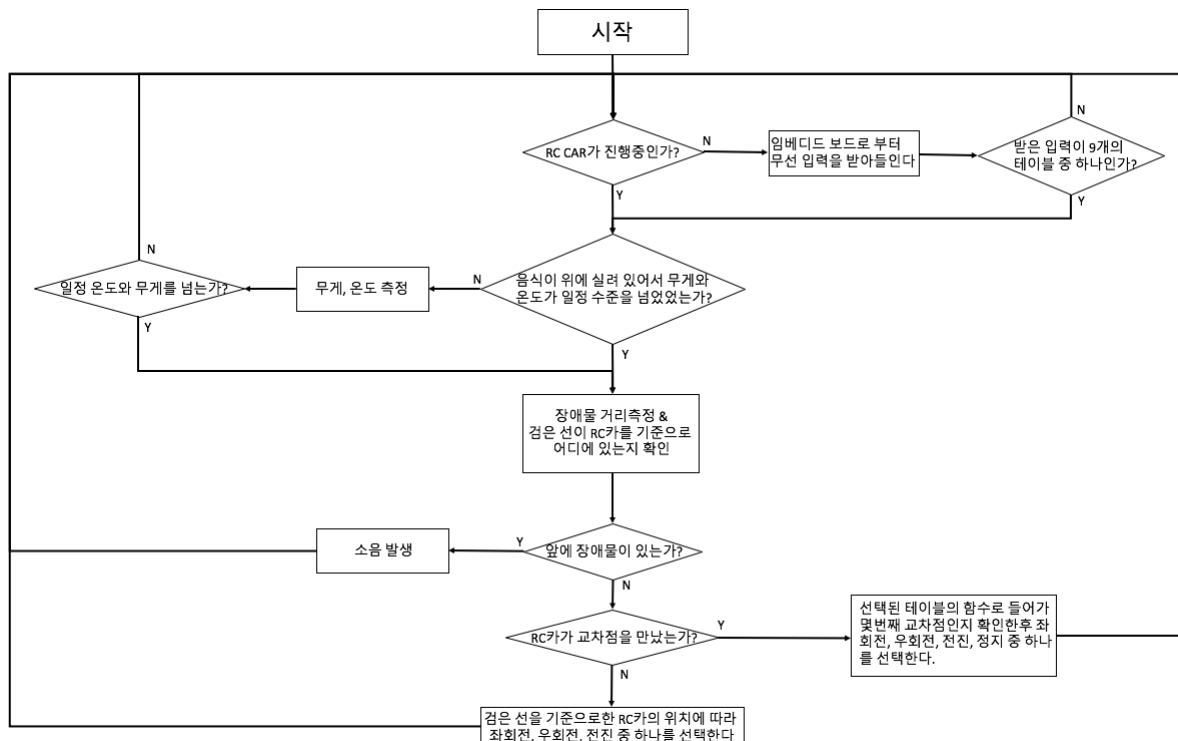 시작
RC CAR가 진행중인가?
N
Y
임베디드 보드로 부터
무선 입력을 받아들인다
받은 입력이 9개의
테이블 중 하나인가?
N
Y
음식이 위에 실려 있어서 무게와
온도가 일정 수준을 넘었었는가?
N
Y
무게, 온도 측정
일정 온도와 무게를 넘는가?
N
Y
장애물 거리측정 &
검은 선이 RC카를 기준으로
어디에 있는지 확인
앞에 장애물이 있는가?
Y
N
소음 발생
RC카가 교차점을 만났는가?
Y
N
선택된 테이블의 함수로 들어가
몇번째 교차점인지 확인한후 좌
회전, 우회전, 전진, 정지 중 하나
를 선택한다.
검은 선을 기준으로한 RC카의 위치에 따라
좌회전, 우회전, 전진 중 하나를 선택한다